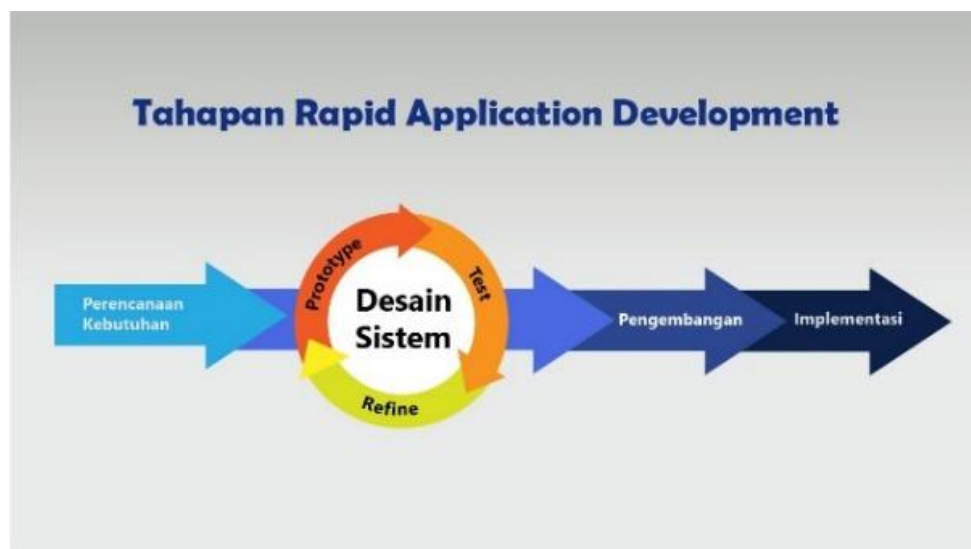 Tahapan Rapid Application Development
Perencanaan
Kebutuhan
Prototype
Test
Refine
Desain
Sistem
Pengembangan
Implementasi